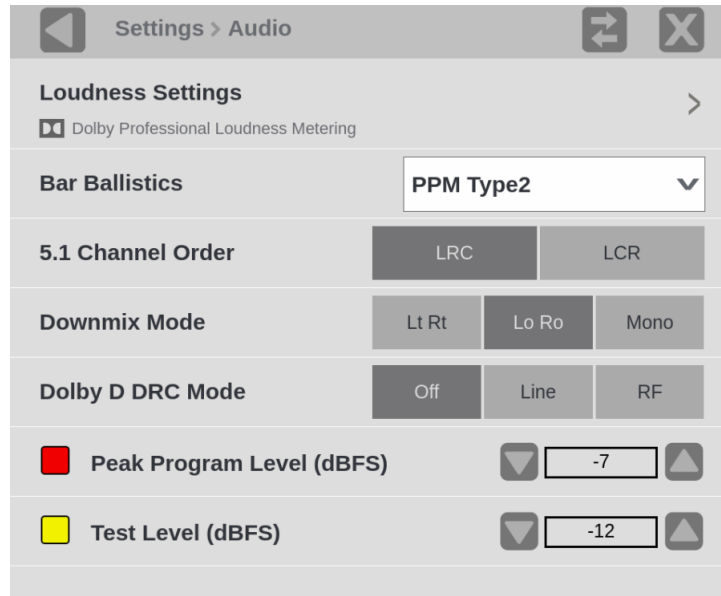 Settings > Audio
Loudness Settings
Dolby Professional Loudness Metering
Bar Ballistics PPM Type2
5.1 Channel Order LRC LCR
Downmix Mode Lt Rt Lo Ro Mono
Dolby D DRC Mode Off Line RF
Peak Program Level (dBFS) -7
Test Level (dBFS) -12